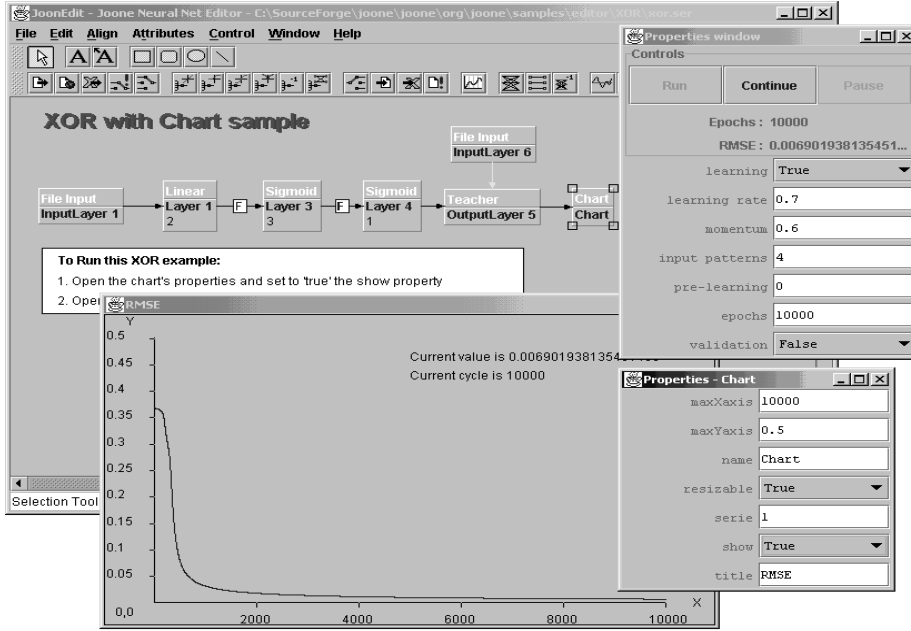 JoonEdit - Joone Neural Net Editor - C:\SourceForge\joone\joone\org\joone\samples\editor\XOR\xor.ser
File Edit Align Attributes Control Window Help
XOR with Chart sample
File Input
InputLayer 6
File Input
InputLayer 1
Linear
Layer 1
2
F
Sigmoid
Layer 3
3
F
Sigmoid
Layer 4
1
Teacher
OutputLayer 5
Chart
Chart
To Run this XOR example:
1. Open the chart's properties and set to 'true' the show property
2. Open
Selection Tool
RMSE
Y
0.5
0.45
0.4
0.35
0.3
0.25
0.2
0.15
0.1
0.05
0,0
2000
4000
6000
8000
10000
X
Current value is 0.006901938135451
Current cycle is 10000
Properties window
Controls
Run
Continue
Pause
Epochs : 10000
RMSE : 0.006901938135451...
learning True
learning rate 0.7
momentum 0.6
input patterns 4
pre-learning 0
epochs 10000
validation False
Properties - Chart
maxXaxis 10000
maxYaxis 0.5
name Chart
resizable True
serie 1
show True
title RMSE